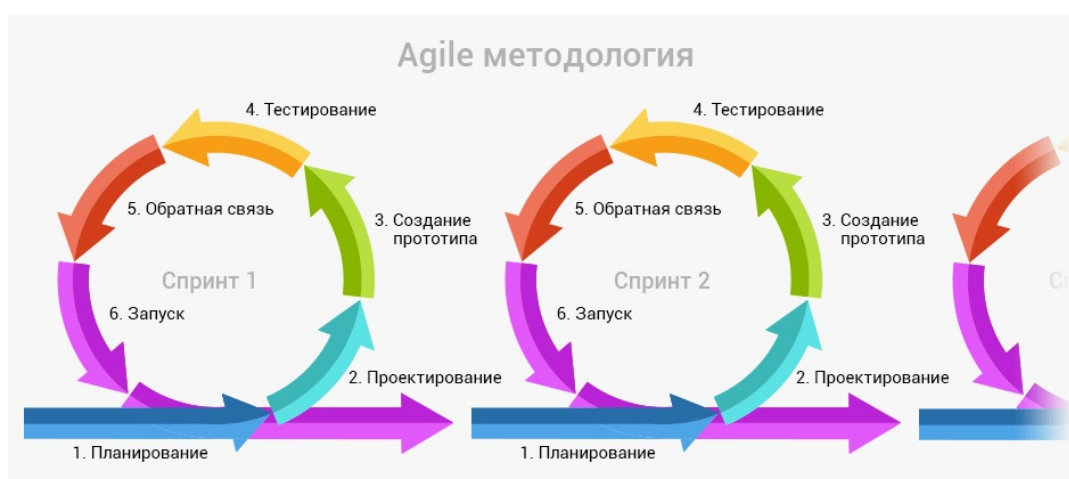 Agile методология
4. Тестирование
5. Обратная связь
3. Создание
прототипа
Спринт 1
6. Запуск
2. Проектирование
1. Планирование
4. Тестирование
5. Обратная связь
3. Создание
прототипа
Спринт 2
6. Запуск
2. Проектирование
1. Планирование